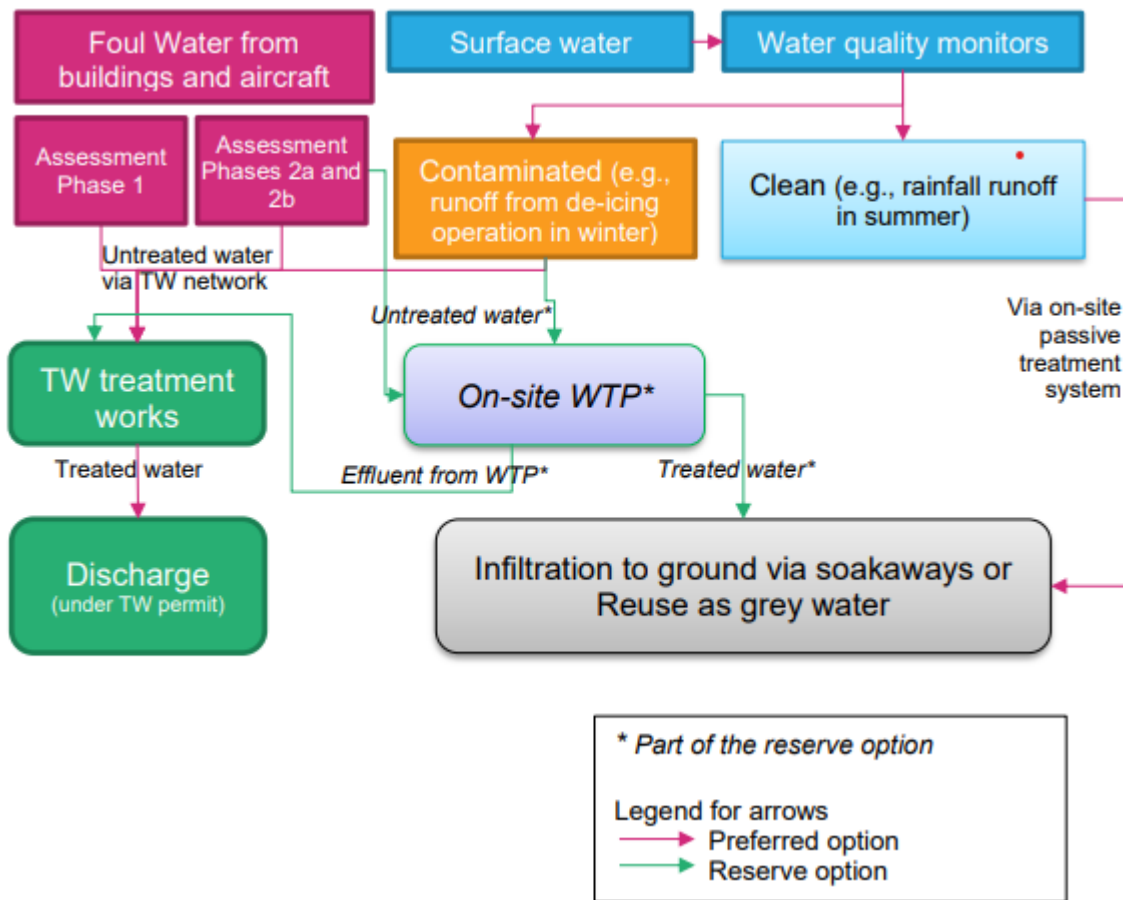 Foul Water from
buildings and aircraft
Surface water
Water quality monitors
Assessment
Phase 1
Assessment
Phases 2a and
2b
Contaminated (e.g.,
runoff from de-icing
operation in winter)
Clean (e.g., rainfall runoff
in summer)
Untreated water
via TW network
Untreated water*
Via on-site
passive
treatment
system
TW treatment
works
On-site WTP*
Treated water
Effluent from WTP*
Treated water*
Discharge
(under TW permit)
Infiltration to ground via soakaways or
Reuse as grey water
* Part of the reserve option
Legend for arrows
Preferred option
Reserve option